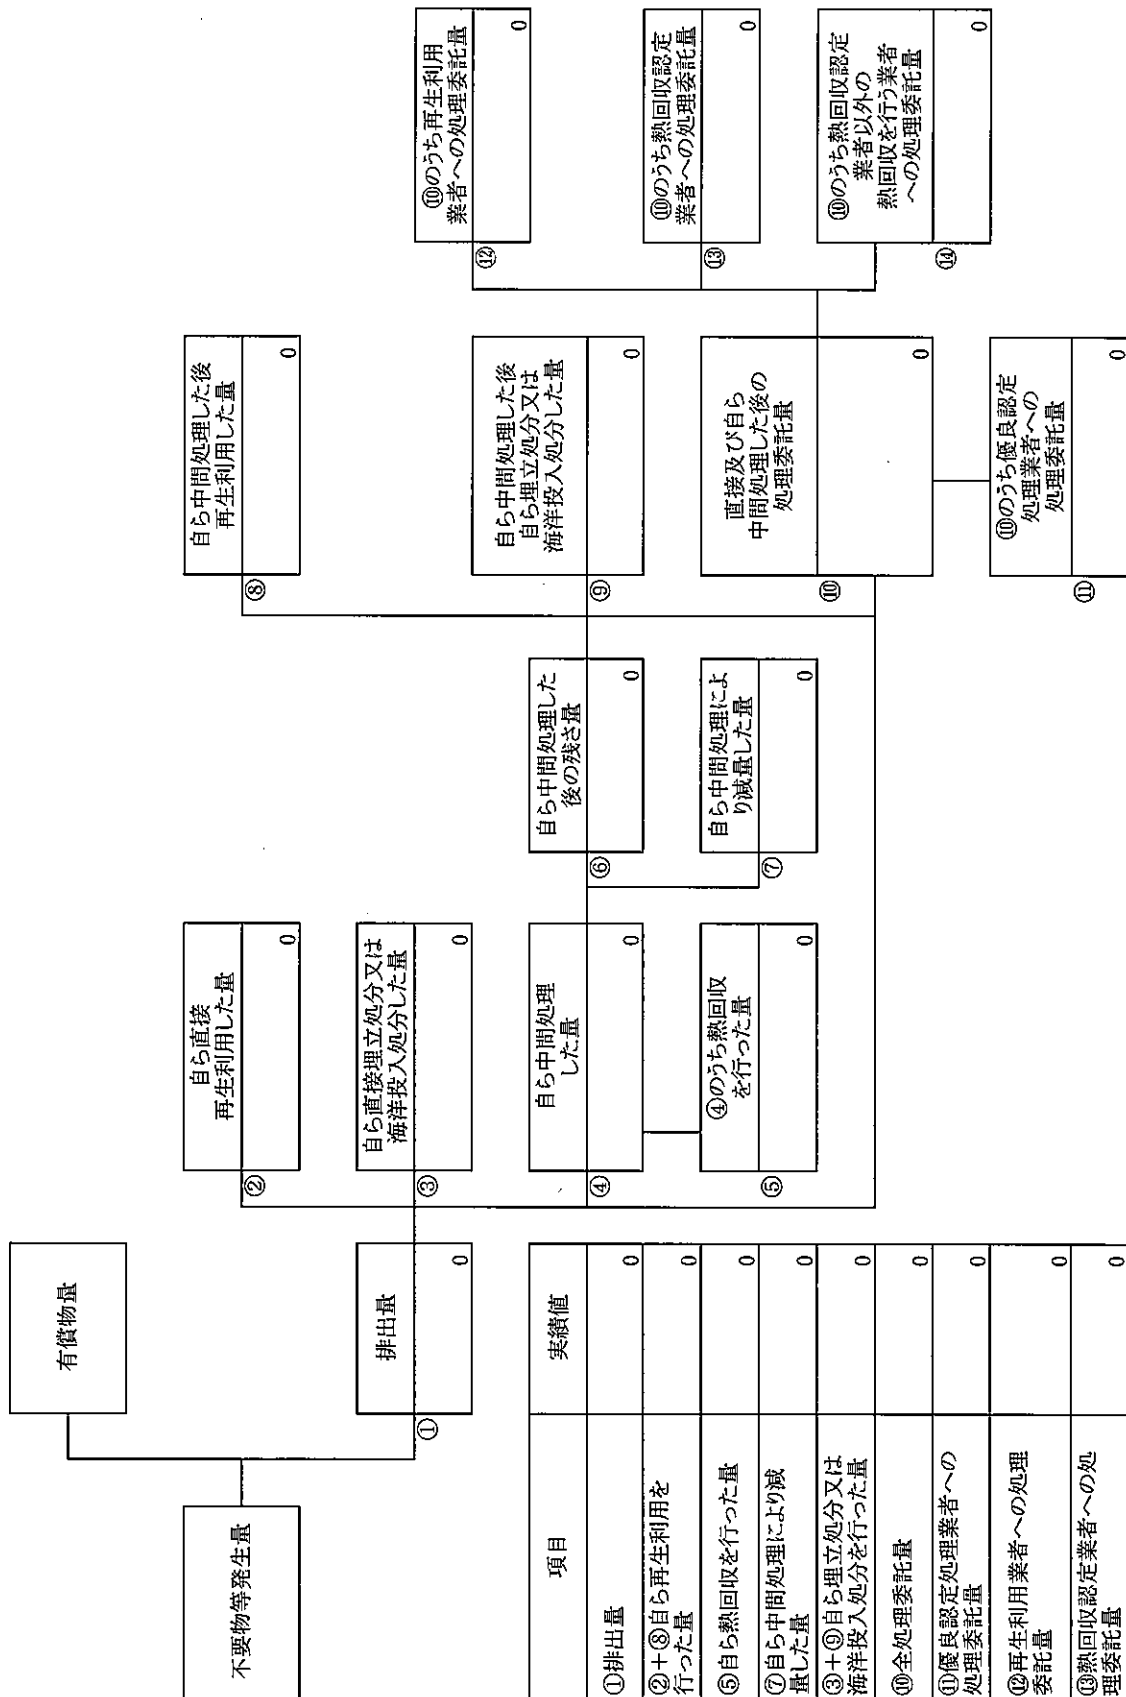 有償物量
不要物等発生量
排出量
①
0
自ら直接
再生利用した量
②
0
自ら直接埋立処分又は
海洋投入処分した量
③
0
自ら中間処理
した量
④
0
④のうち熱回収
を行った量
⑤
0
自ら中間処理した
後の残さ量
⑥
0
自ら中間処理によ
り減量した量
⑦
0
自ら中間処理した後
再生利用した量
⑧
0
自ら中間処理した後
自ら埋立処分又は
海洋投入処分した量
⑨
0
直接及び自ら
中間処理した後の
処理委託量
⑩
0
⑩のうち優良認定
処理業者への
処理委託量
⑪
0
⑩のうち再生利用
業者への処理委託量
⑫
0
⑩のうち熱回収認定
業者への処理委託量
⑬
0
⑩のうち熱回収認定
業者以外の
熱回収を行う業者
への処理委託量
⑭
0
項目 実績値
①排出量 0
②+⑧自ら再生利用を
行った量 0
⑤自ら熱回収を行った量 0
⑦自ら中間処理により減
量した量 0
③+⑨自ら埋立処分又は
海洋投入処分を行った量 0
⑩全処理委託量 0
⑪優良認定処理業者への
処理委託量 0
⑫再生利用業者への処理
委託量 0
⑬熱回収認定業者への処
理委託量 0